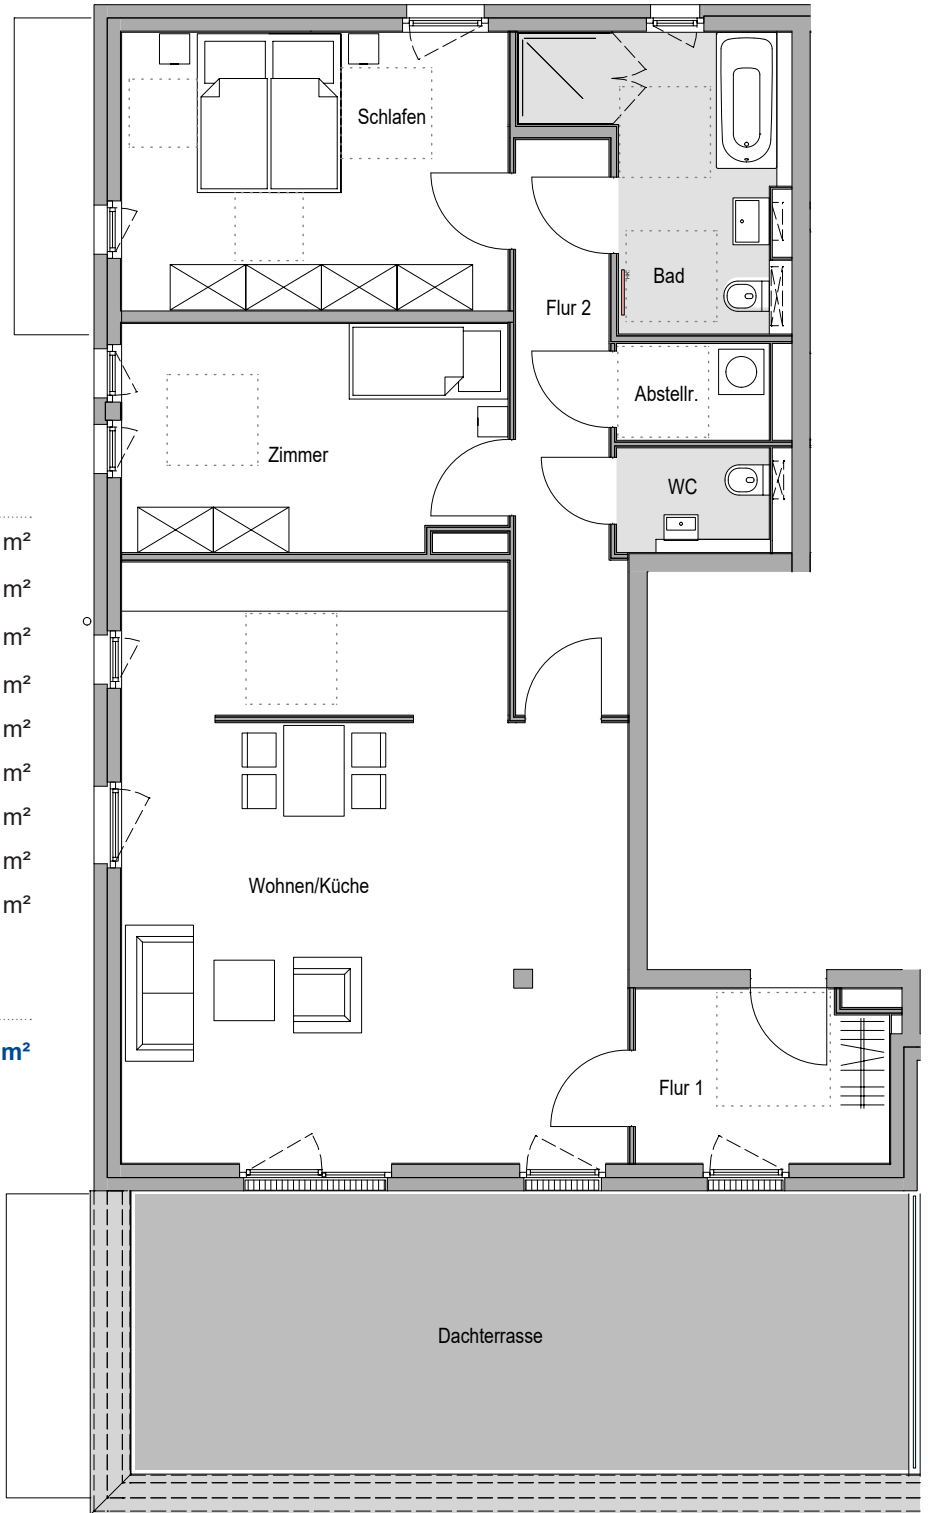 Schlafen
Bad
Flur 2
Abstellr.
Zimmer
WC
m²
m²
m²
m²
m²
m²
m²
m²
m²
m²
Wohnen/Küche
Flur 1
Dachterrasse